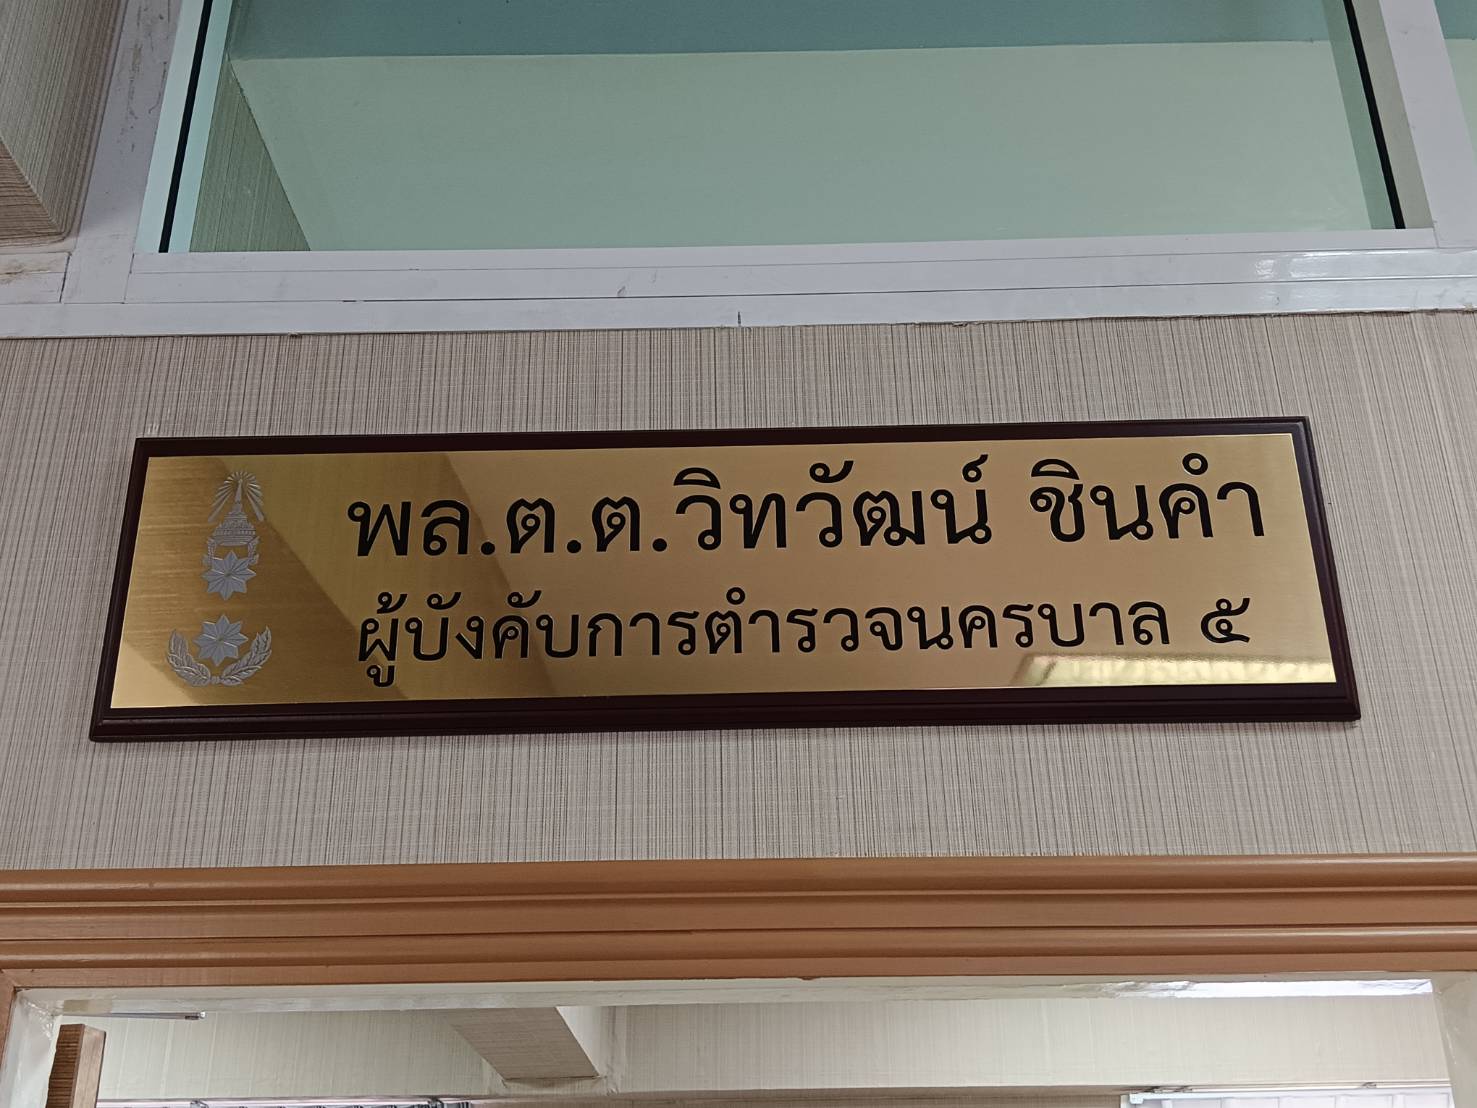 พล.ต.ต.วิทวัฒน์ ชินคำ
ผู้บังคับการตำรวจนครบาล ๕